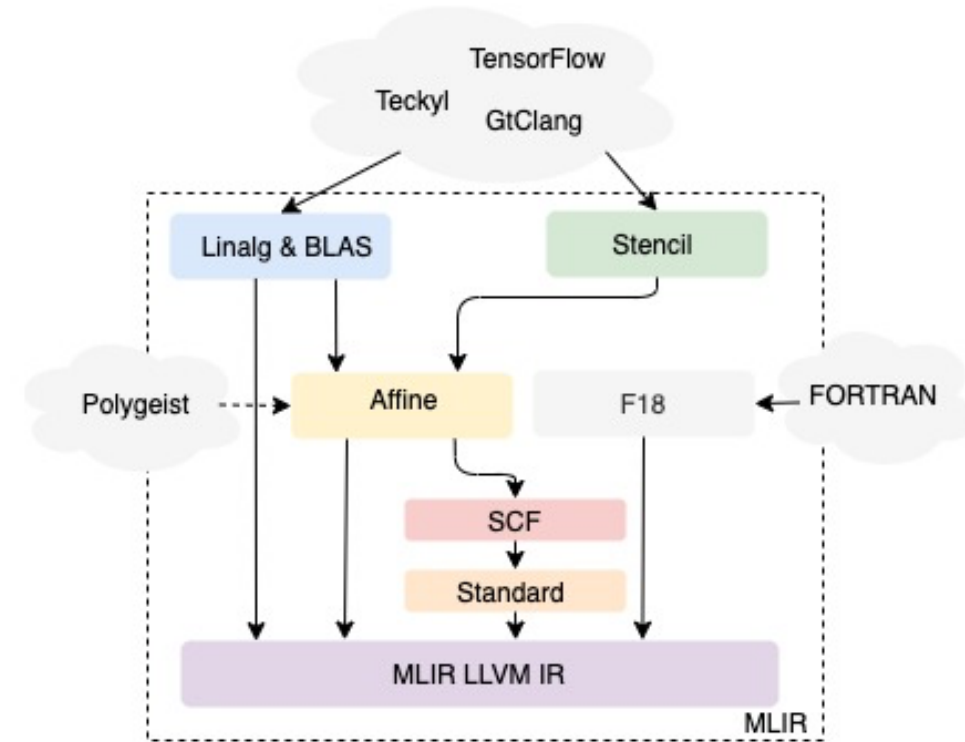 TensorFlow
Teckyl
GtClang
Linalg & BLAS
Stencil
Polygeist
Affine
F18
FORTRAN
SCF
Standard
MLIR LLVM IR
MLIR